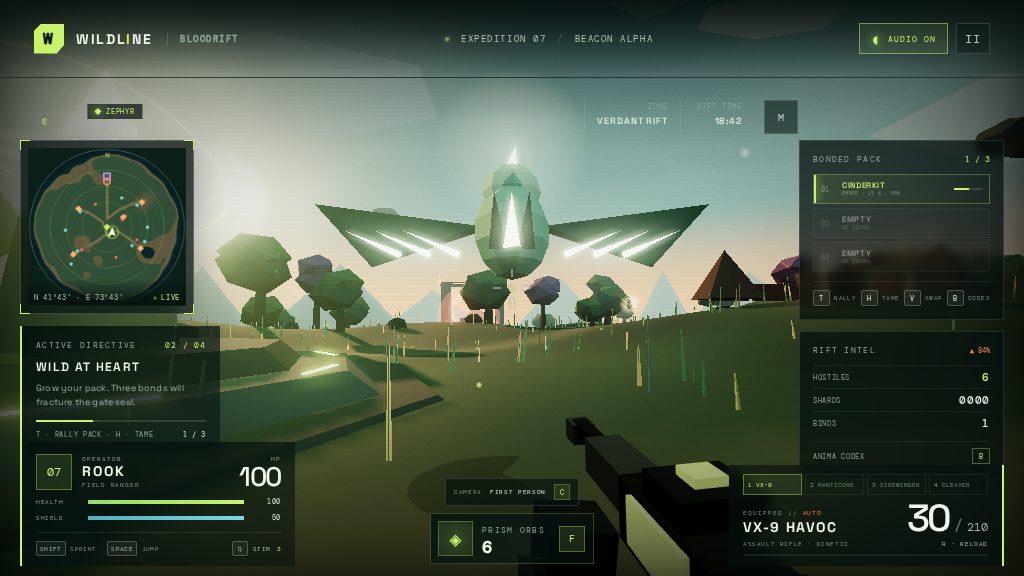 W WILDLINE BLOODRIFT
EXPEDITION 07 / BEACON ALPHA
AUDIO ON
II
ZEPHYR
ZONE
VERDANT RIFT
RIFT TIME
18:42
M
N
N 41°43' · E 73°43'
LIVE
ACTIVE DIRECTIVE 02 / 04
WILD AT HEART
Grow your pack. Three bonds will
fracture the gate seal.
T · RALLY PACK · H · TAME 1 / 3
07
OPERATOR
ROOK
FIELD RANGER
HP
100
HEALTH 100
SHIELD 50
SHIFT SPRINT SPACE JUMP Q STIM 3
CAMERA FIRST PERSON C
PRISM ORBS
6
F
BONDED PACK 1 / 3
01 CINDERKIT
02 EMPTY
NO SIGNAL
03 EMPTY
NO SIGNAL
T RALLY H TAME V SWAP B CODEX
RIFT INTEL ▲ 84%
HOSTILES 6
SHARDS 0000
BINDS 1
ANIMA CODEX B
1 VX-9 2 MANTICORE 3 SIDEWINDER 4 CLEAVER
EQUIPPED // AUTO
VX-9 HAVOC
ASSAULT RIFLE · KINETIC
30 / 210
R · RELOAD